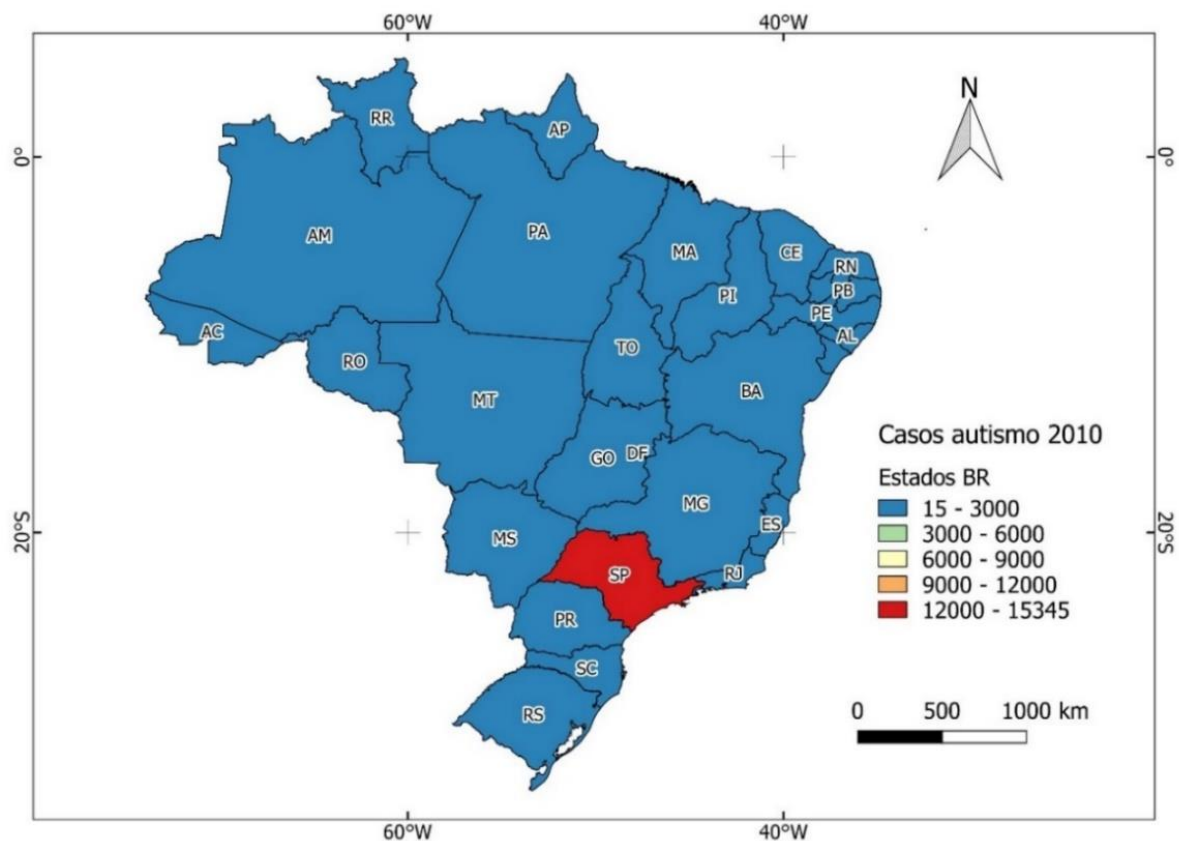 60°W 40°W
N
RR
AP
0° 0°
AM
PA
MA
CE
RN
PB
PI
PE
AL
AC
TO
RO
BA
MT
Casos autismo 2010
GO DF
Estados BR
MG
15 - 3000
ES
20°S 20°S
3000 - 6000
MS
6000 - 9000
SP
RJ
9000 - 12000
12000 - 15345
PR
SC
RS
0 500 1000 km
60°W 40°W